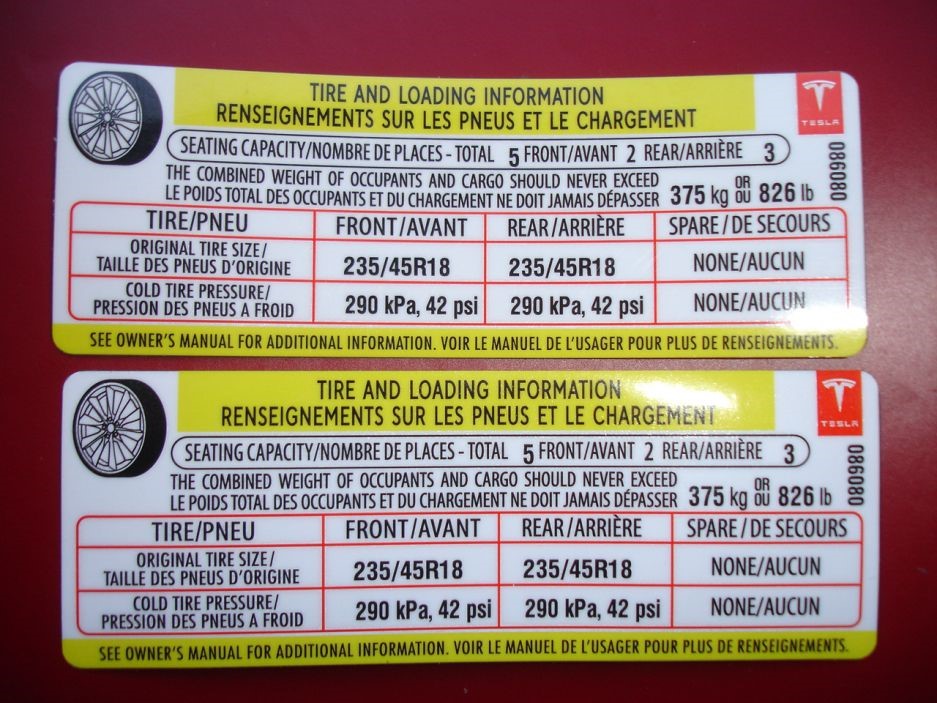 TIRE AND LOADING INFORMATION
RENSEIGNEMENTS SUR LES PNEUS ET LE CHARGEMENT
TESLA
SEATING CAPACITY/NOMBRE DE PLACES - TOTAL 5 FRONT/AVANT 2 REAR/ARRIÈRE 3
THE COMBINED WEIGHT OF OCCUPANTS AND CARGO SHOULD NEVER EXCEED
LE POIDS TOTAL DES OCCUPANTS ET DU CHARGEMENT NE DOIT JAMAIS DÉPASSER
375 kg OR OU 826 lb
086080
TIRE/PNEU FRONT/AVANT REAR/ARRIÈRE SPARE/DE SECOURS
ORIGINAL TIRE SIZE/
TAILLE DES PNEUS D'ORIGINE
235/45R18 235/45R18 NONE/AUCUN
COLD TIRE PRESSURE/
PRESSION DES PNEUS A FROID
290 kPa, 42 psi 290 kPa, 42 psi NONE/AUCUN
SEE OWNER'S MANUAL FOR ADDITIONAL INFORMATION. VOIR LE MANUEL DE L'USAGER POUR PLUS DE RENSEIGNEMENTS.
TIRE AND LOADING INFORMATION
RENSEIGNEMENTS SUR LES PNEUS ET LE CHARGEMENT
TESLA
SEATING CAPACITY/NOMBRE DE PLACES - TOTAL 5 FRONT/AVANT 2 REAR/ARRIÈRE 3
THE COMBINED WEIGHT OF OCCUPANTS AND CARGO SHOULD NEVER EXCEED
LE POIDS TOTAL DES OCCUPANTS ET DU CHARGEMENT NE DOIT JAMAIS DÉPASSER
375 kg OR OU 826 lb
086080
TIRE/PNEU FRONT/AVANT REAR/ARRIÈRE SPARE/DE SECOURS
ORIGINAL TIRE SIZE/
TAILLE DES PNEUS D'ORIGINE
235/45R18 235/45R18 NONE/AUCUN
COLD TIRE PRESSURE/
PRESSION DES PNEUS A FROID
290 kPa, 42 psi 290 kPa, 42 psi NONE/AUCUN
SEE OWNER'S MANUAL FOR ADDITIONAL INFORMATION. VOIR LE MANUEL DE L'USAGER POUR PLUS DE RENSEIGNEMENTS.